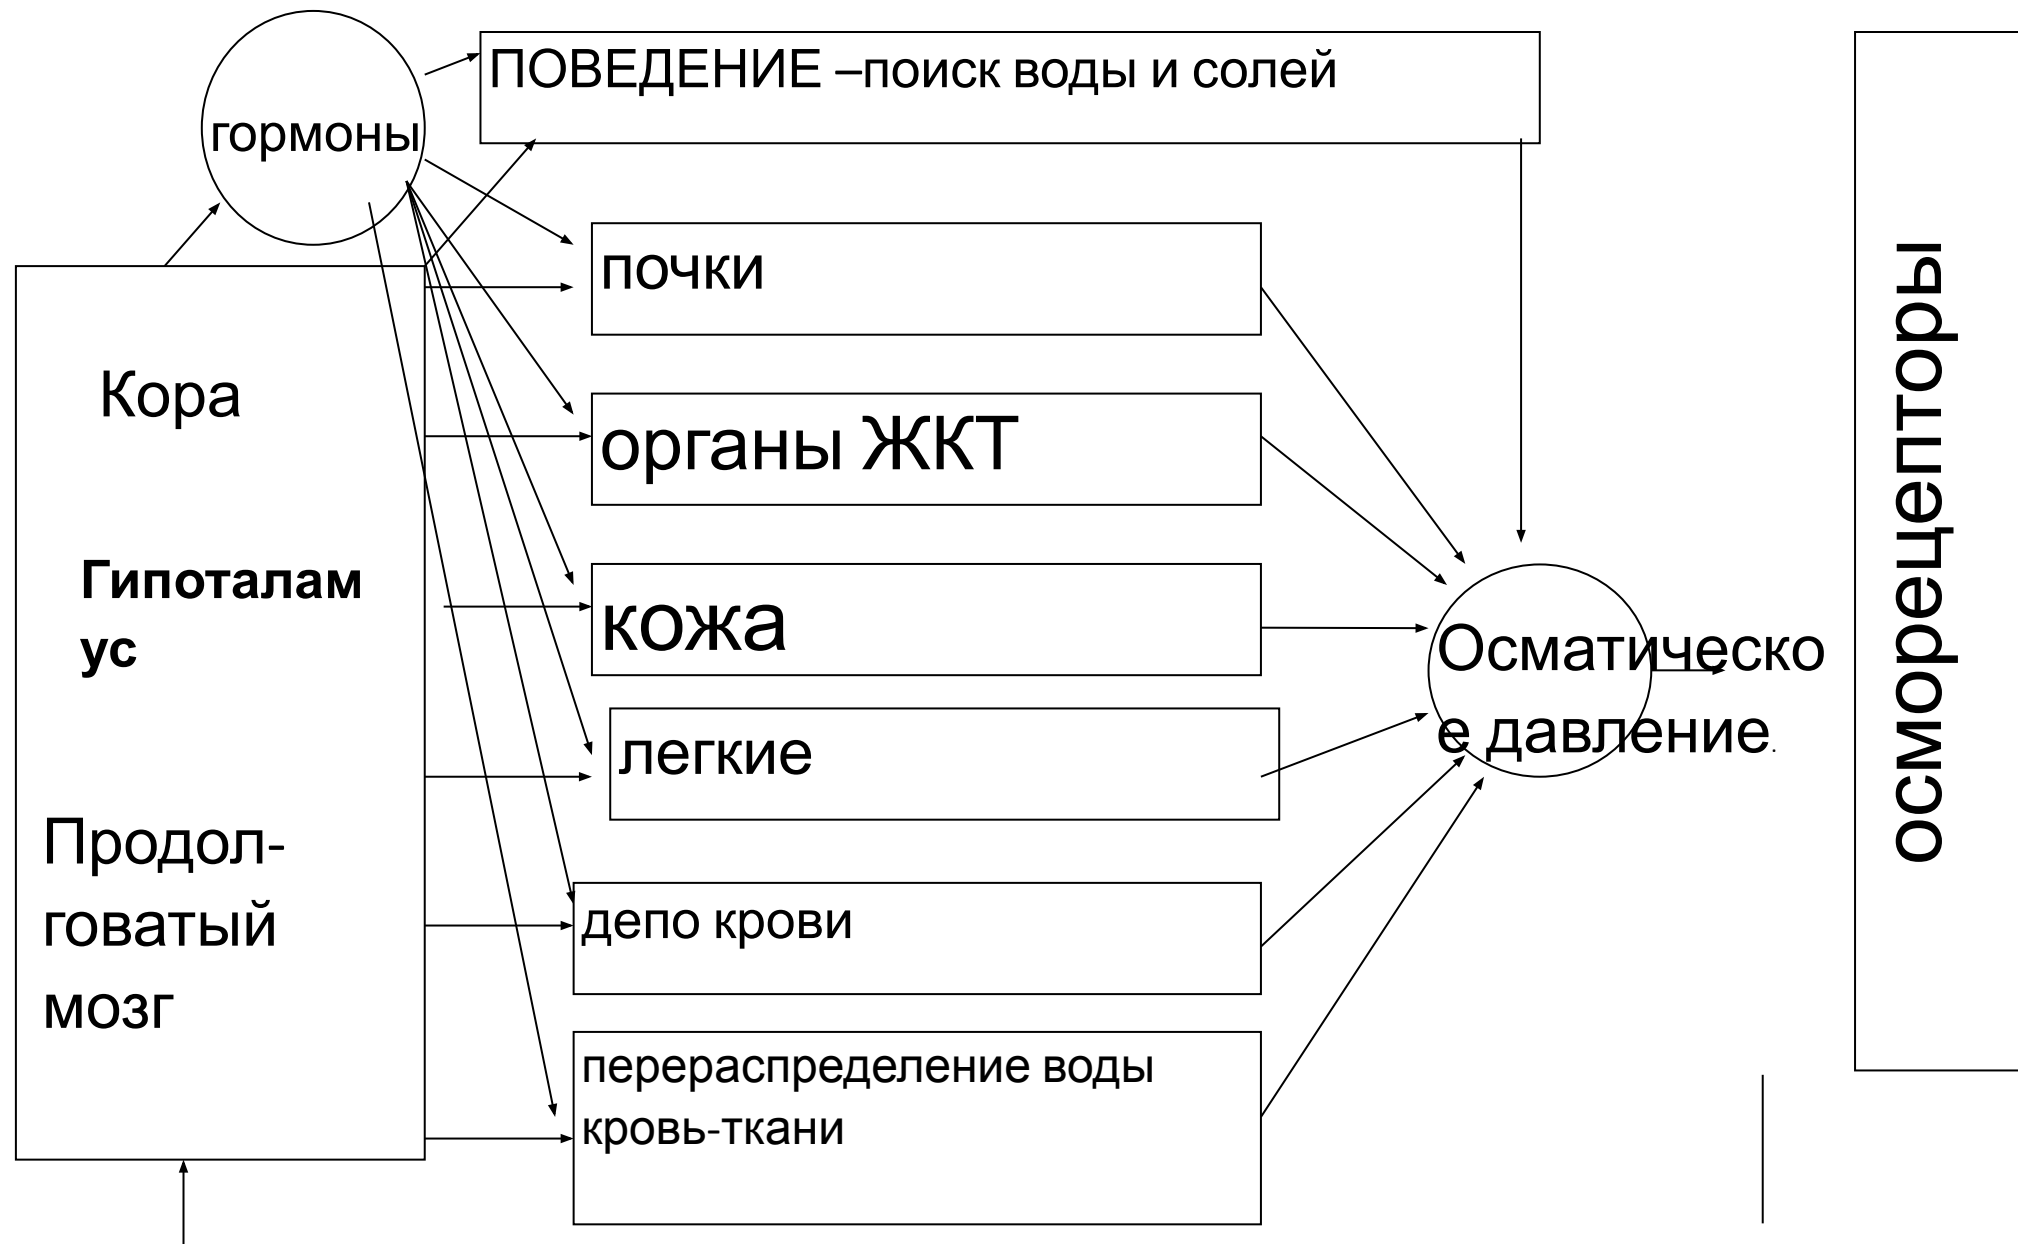 гормоны
ПОВЕДЕНИЕ –поиск воды и солей
почки
Кора
органы ЖКТ
Гипоталам
ус
кожа
Осматическо
е давление.
легкие
Продол-
говатый
мозг
депо крови
перераспределение воды
кровь-ткани
осморецепторы